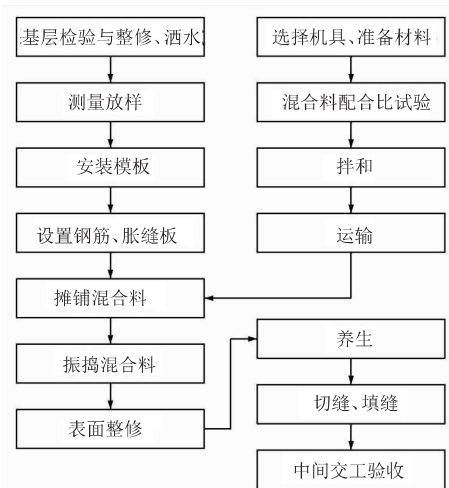 基层检验与整修、洒水
测量放样
安装模板
设置钢筋、胀缝板
摊铺混合料
振捣混合料
表面整修
选择机具、准备材料
混合料配合比试验
拌和
运输
养生
切缝、填缝
中间交工验收